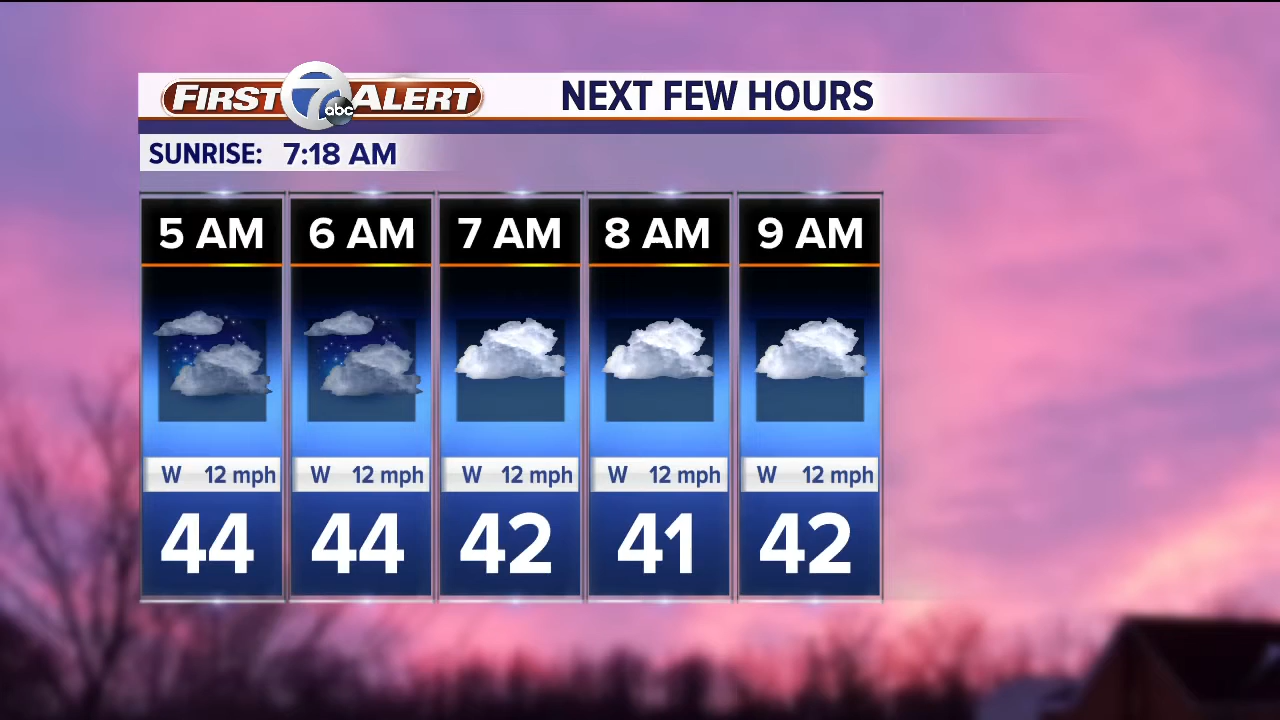 FIRST 7 abc ALERT NEXT FEW HOURS
SUNRISE: 7:18 AM
5 AM 6 AM 7 AM 8 AM 9 AM
W 12 mph W 12 mph W 12 mph W 12 mph W 12 mph
44 44 42 41 42